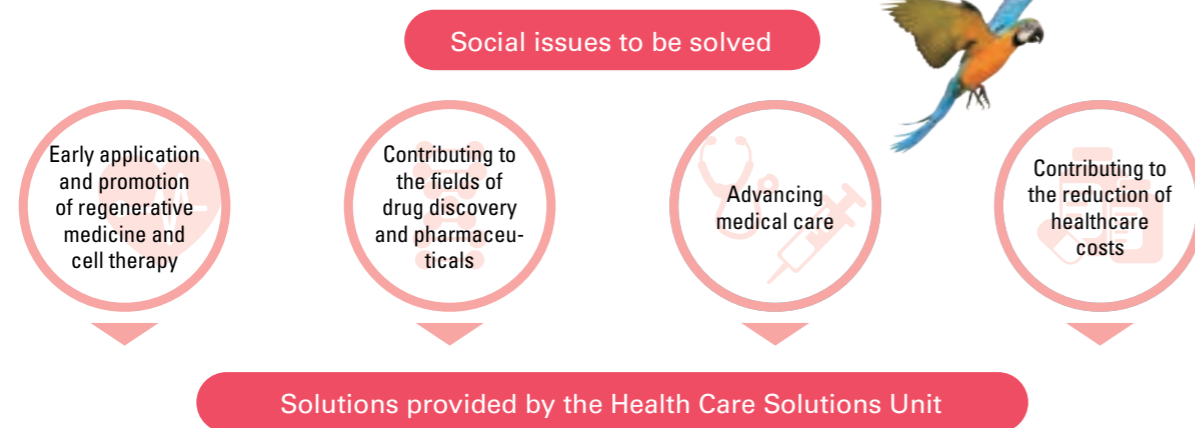 Social issues to be solved
Early application
and promotion
of regenerative
medicine and
cell therapy
Contributing to
the fields of
drug discovery
and pharmaceu-
ticals
Advancing
medical care
Contributing to
the reduction of
healthcare
costs
Solutions provided by the Health Care Solutions Unit